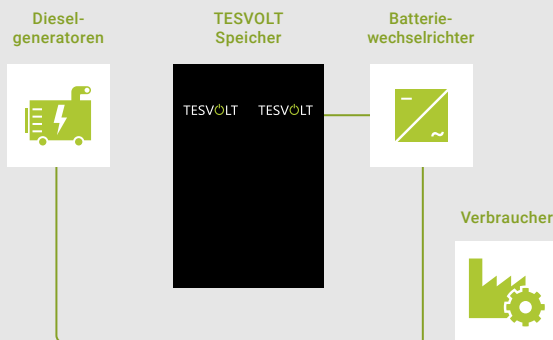 Diesel-
generatoren
TESVOLT
Speicher
Batterie-
wechselrichter
TESVOLT TESVOLT
Verbraucher